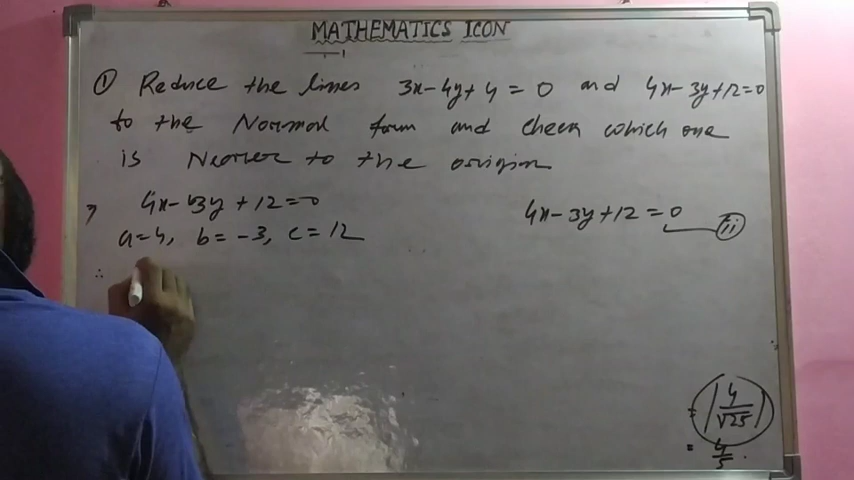 MATHEMATICS ICON
① Reduce the lines 3x-4y+4=0 and 4x-3y+12=0
to the Normal form and check which one
is Nearer to the origin
⇒ 4x-3y+12=0
a=4, b=-3, c=12
∴
4x-3y+12=0 (ii)
= |4/√25|
= 4/5.